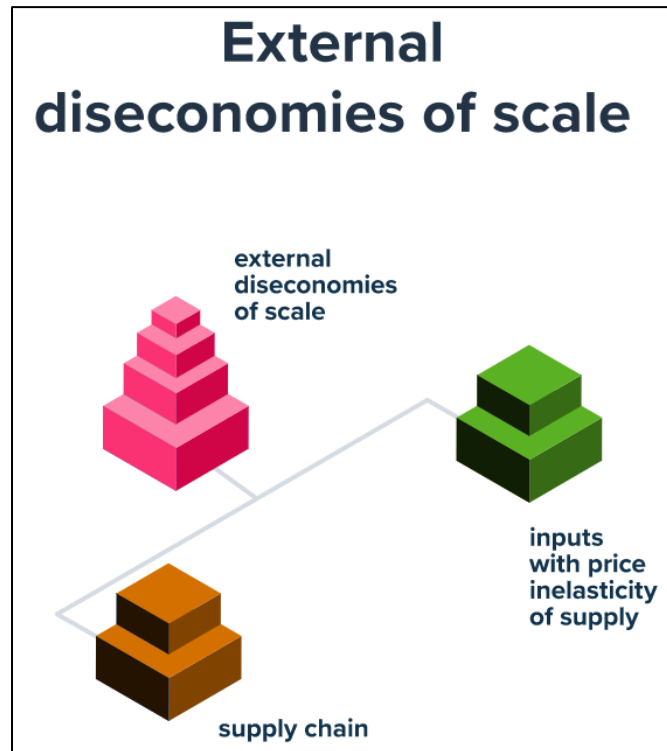 External
diseconomies of scale
external
diseconomies
of scale
inputs
with price
inelasticity
of supply
supply chain